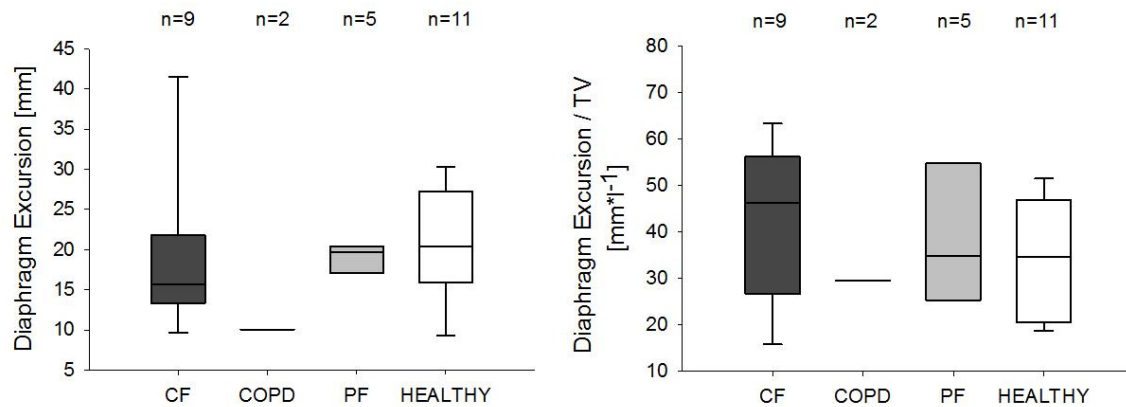 n=9 n=2 n=5 n=11
Diaphragm Excursion [mm]
45
40
35
30
25
20
15
10
5
CF COPD PF HEALTHY
n=9 n=2 n=5 n=11
Diaphragm Excursion / TV
[mm*l-1]
80
70
60
50
40
30
20
10
CF COPD PF HEALTHY